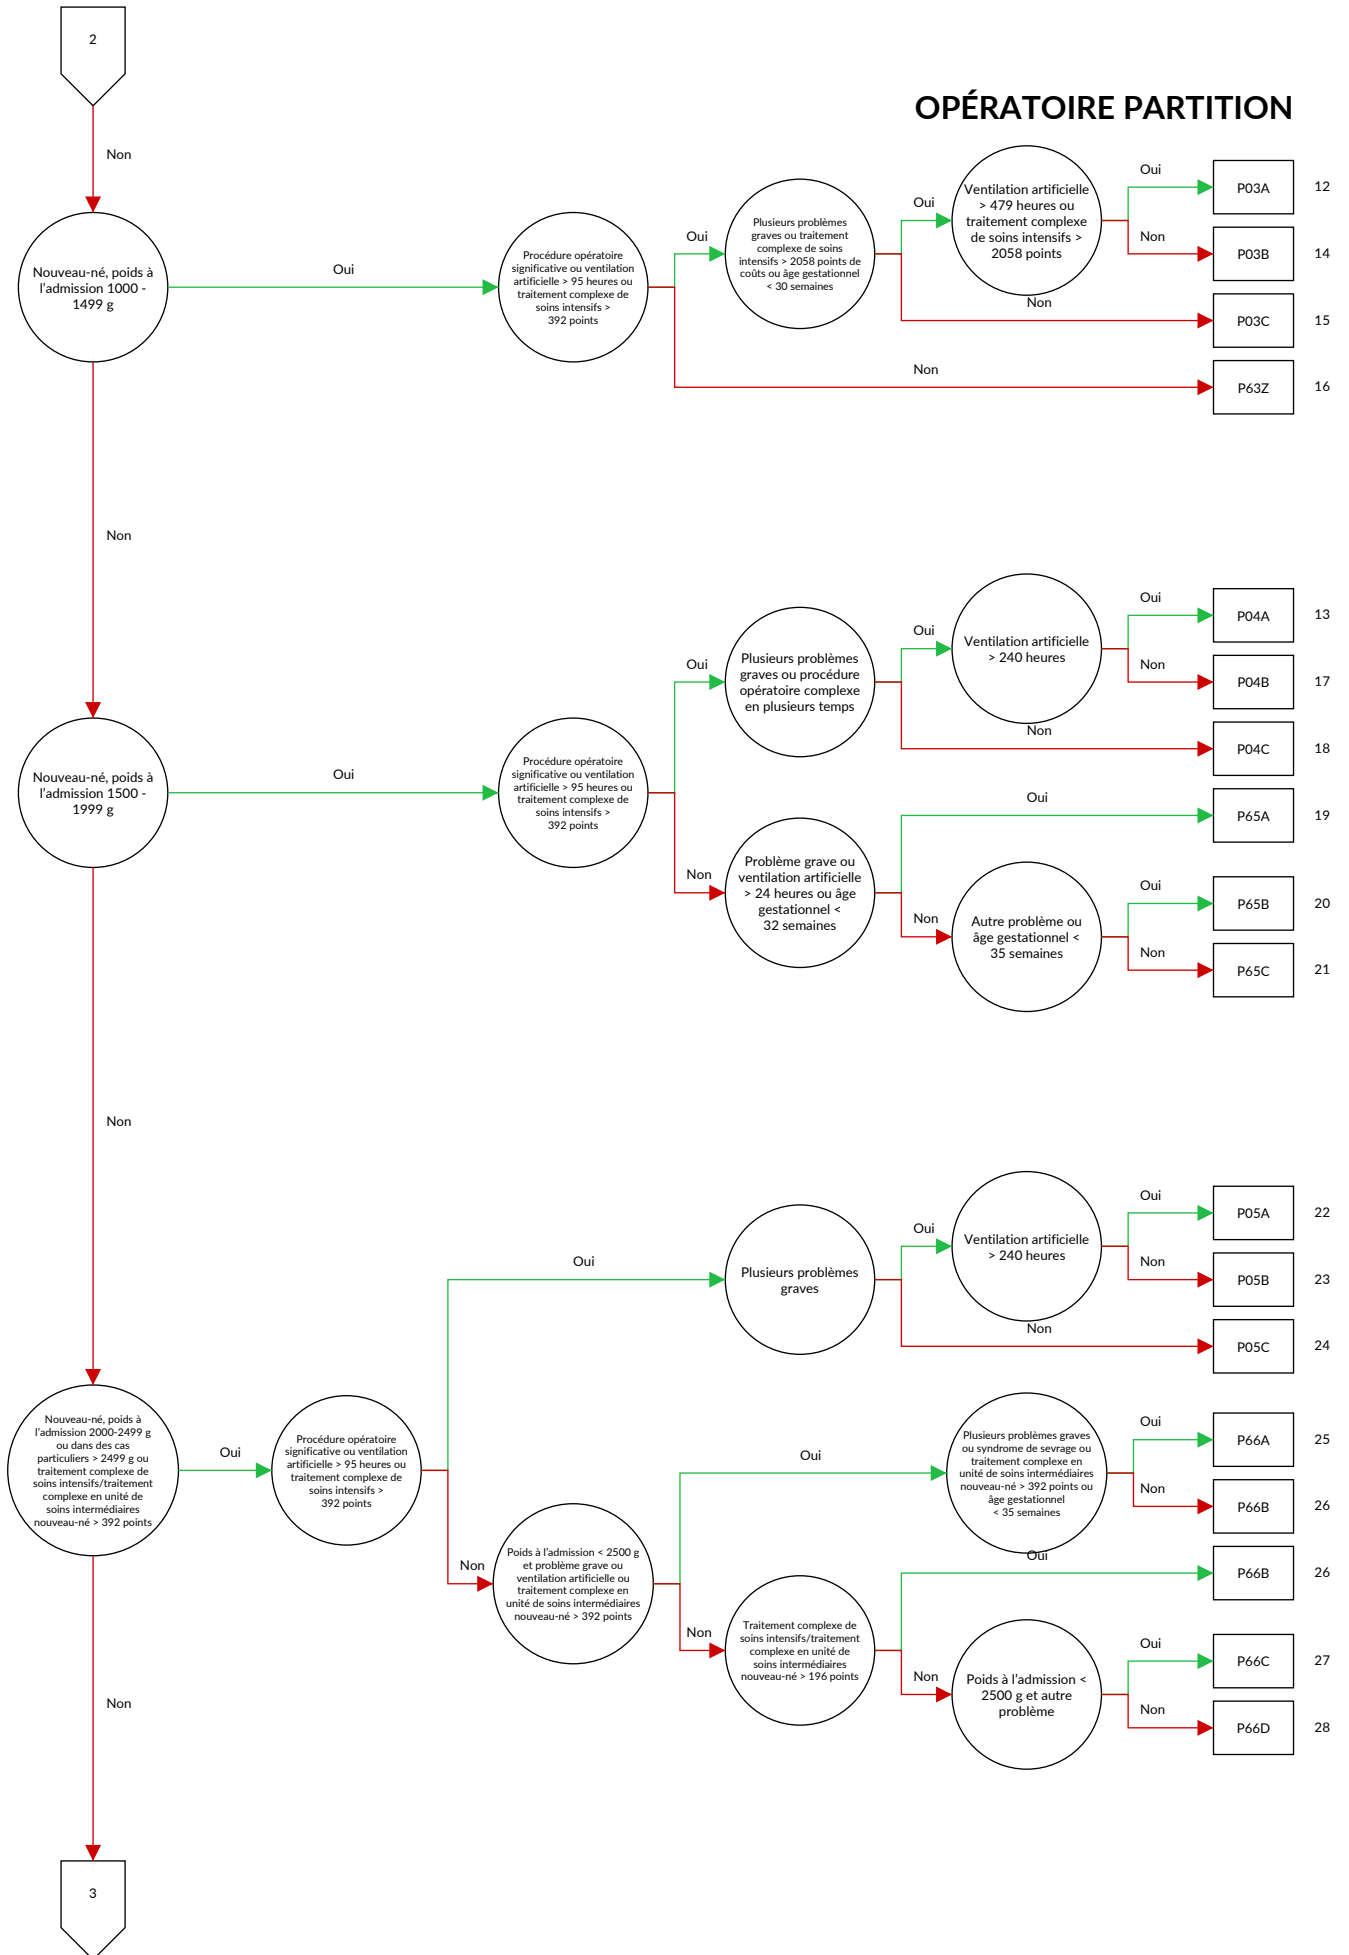 2
OPÉRATOIRE PARTITION
Non
Nouveau-né, poids à
l'admission 1000 -
1499 g
Oui
Procédure opératoire
significative ou ventilation
artificielle > 95 heures ou
traitement complexe de
soins intensifs >
392 points
Oui
Plusieurs problèmes
graves ou traitement
complexe de soins
intensifs > 2058 points de
coûts ou âge gestationnel
< 30 semaines
Oui
Ventilation artificielle
> 479 heures ou
traitement complexe
de soins intensifs >
2058 points
Oui
P03A
12
Non
P03B
14
Non
P03C
15
Non
P63Z
16
Non
Nouveau-né, poids à
l'admission 1500 -
1999 g
Oui
Procédure opératoire
significative ou ventilation
artificielle > 95 heures ou
traitement complexe de
soins intensifs >
392 points
Oui
Plusieurs problèmes
graves ou procédure
opératoire complexe
en plusieurs temps
Oui
Ventilation artificielle
> 240 heures
Oui
P04A
13
Non
P04B
17
Non
P04C
18
Non
Problème grave ou
ventilation artificielle
> 24 heures ou âge
gestationnel <
32 semaines
Oui
P65A
19
Non
Autre problème ou
âge gestationnel <
35 semaines
Oui
P65B
20
Non
P65C
21
Non
Nouveau-né, poids à
l'admission 2000-2499 g
ou dans des cas
particuliers > 2499 g ou
traitement complexe de
soins intensifs/traitement
complexe en unité de
soins intermédiaires
nouveau-né > 392 points
Oui
Procédure opératoire
significative ou ventilation
artificielle > 95 heures ou
traitement complexe de
soins intensifs >
392 points
Oui
Plusieurs problèmes
graves
Oui
Ventilation artificielle
> 240 heures
Oui
P05A
22
Non
P05B
23
Non
P05C
24
Non
Poids à l'admission < 2500 g
et problème grave ou
ventilation artificielle ou
traitement complexe en
unité de soins intermédiaires
nouveau-né > 392 points
Oui
Plusieurs problèmes graves
ou syndrome de sevrage ou
traitement complexe en
unité de soins intermédiaires
nouveau-né > 392 points ou
âge gestationnel
< 35 semaines
Oui
P66A
25
Non
P66B
26
Non
Traitement complexe de
soins intensifs/traitement
complexe en unité de
soins intermédiaires
nouveau-né > 196 points
Oui
P66B
26
Non
Poids à l'admission <
2500 g et autre
problème
Oui
P66C
27
Non
P66D
28
Non
3